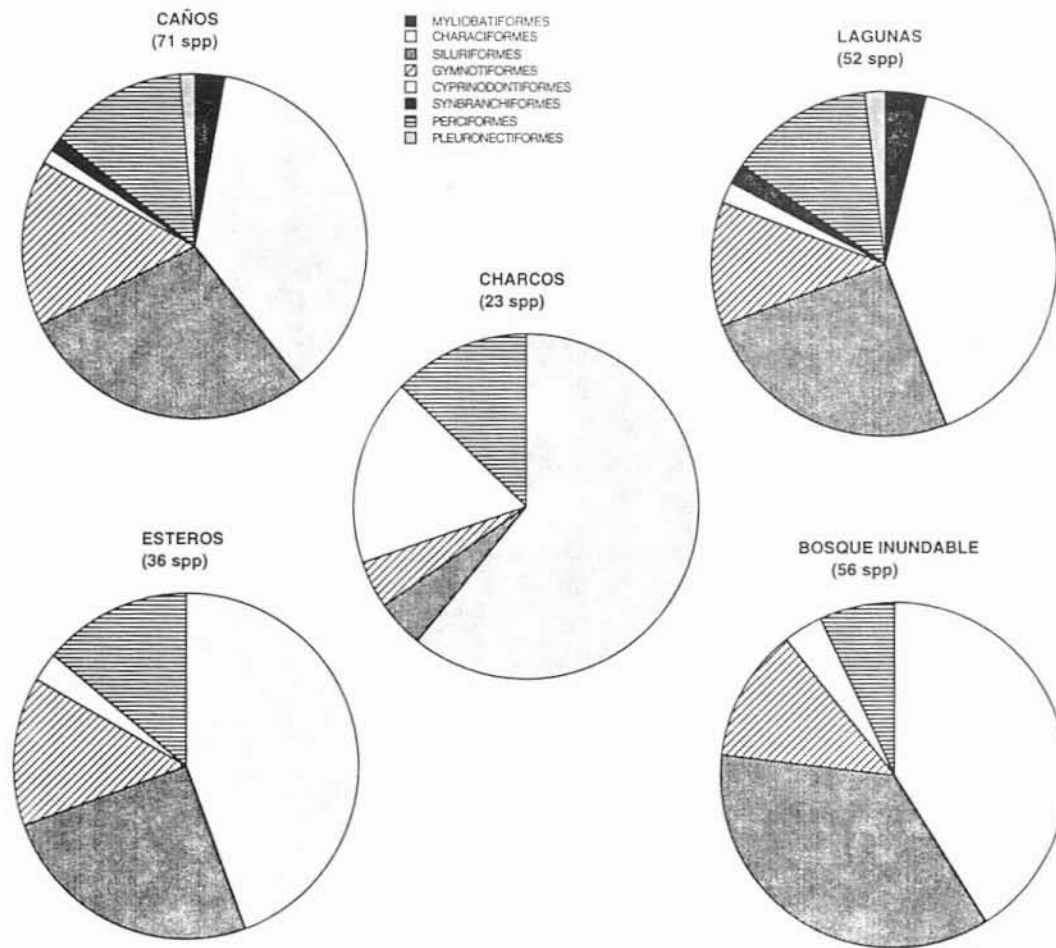 CAÑOS
(71 spp)
MYLIOBATIFORMES
CHARACIFORMES
SILURIFORMES
GYMNOTIFORMES
CYPRINODONTIFORMES
SYNBRANCHIFORMES
PERCIFORMES
PLEURONECTIFORMES
LAGUNAS
(52 spp)
CHARCOS
(23 spp)
ESTEROS
(36 spp)
BOSQUE INUNDABLE
(56 spp)